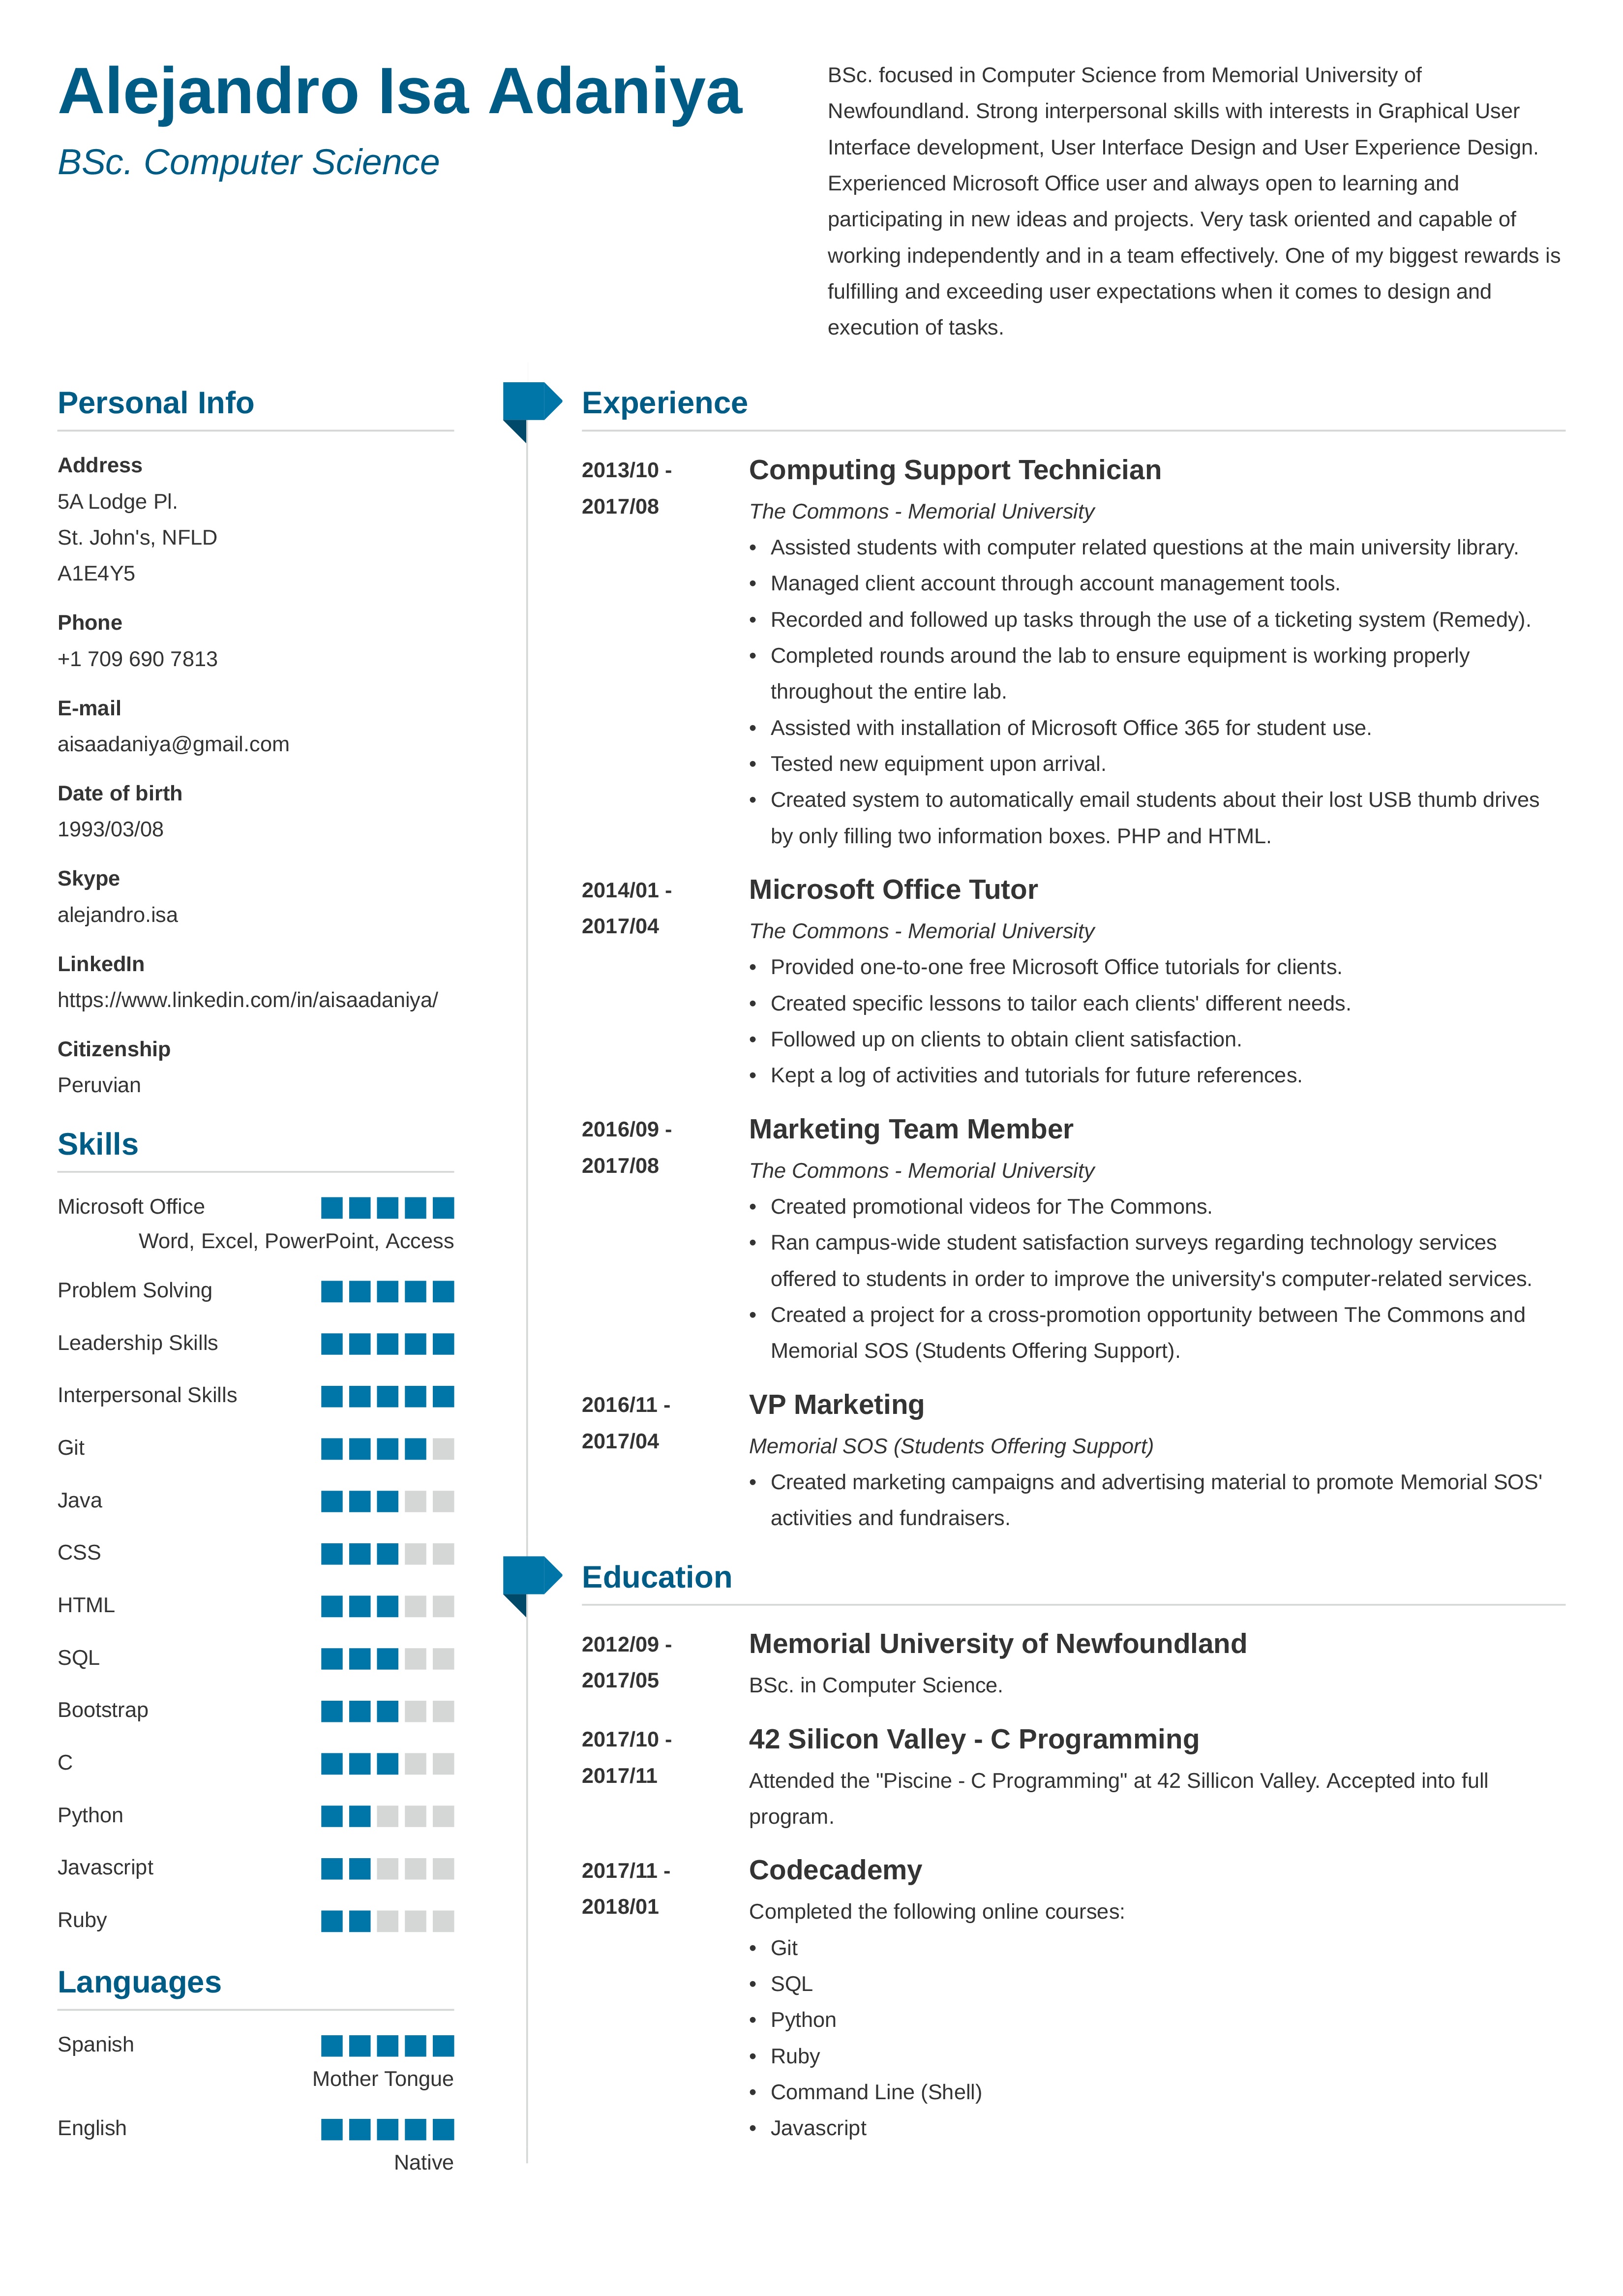 Alejandro Isa Adaniya
BSc. Computer Science
BSc. focused in Computer Science from Memorial University of
Newfoundland. Strong interpersonal skills with interests in Graphical User
Interface development, User Interface Design and User Experience Design.
Experienced Microsoft Office user and always open to learning and
participating in new ideas and projects. Very task oriented and capable of
working independently and in a team effectively. One of my biggest rewards is
fulfilling and exceeding user expectations when it comes to design and
execution of tasks.
Personal Info
Address
5A Lodge Pl.
St. John's, NFLD
A1E4Y5
Phone
+1 709 690 7813
E-mail
aisaadaniya@gmail.com
Date of birth
1993/03/08
Skype
alejandro.isa
LinkedIn
https://www.linkedin.com/in/aisaadaniya/
Citizenship
Peruvian
Skills
Microsoft Office
Word, Excel, PowerPoint, Access
Problem Solving
Leadership Skills
Interpersonal Skills
Git
Java
CSS
HTML
SQL
Bootstrap
C
Python
Javascript
Ruby
Languages
Spanish
Mother Tongue
English
Native
Experience
2013/10 -
2017/08
Computing Support Technician
The Commons - Memorial University
• Assisted students with computer related questions at the main university library.
• Managed client account through account management tools.
• Recorded and followed up tasks through the use of a ticketing system (Remedy).
• Completed rounds around the lab to ensure equipment is working properly
throughout the entire lab.
• Assisted with installation of Microsoft Office 365 for student use.
• Tested new equipment upon arrival.
• Created system to automatically email students about their lost USB thumb drives
by only filling two information boxes. PHP and HTML.
2014/01 -
2017/04
Microsoft Office Tutor
The Commons - Memorial University
• Provided one-to-one free Microsoft Office tutorials for clients.
• Created specific lessons to tailor each clients' different needs.
• Followed up on clients to obtain client satisfaction.
• Kept a log of activities and tutorials for future references.
2016/09 -
2017/08
Marketing Team Member
The Commons - Memorial University
• Created promotional videos for The Commons.
• Ran campus-wide student satisfaction surveys regarding technology services
offered to students in order to improve the university's computer-related services.
• Created a project for a cross-promotion opportunity between The Commons and
Memorial SOS (Students Offering Support).
2016/11 -
2017/04
VP Marketing
Memorial SOS (Students Offering Support)
• Created marketing campaigns and advertising material to promote Memorial SOS'
activities and fundraisers.
Education
2012/09 -
2017/05
Memorial University of Newfoundland
BSc. in Computer Science.
2017/10 -
2017/11
42 Silicon Valley - C Programming
Attended the "Piscine - C Programming" at 42 Sillicon Valley. Accepted into full
program.
2017/11 -
2018/01
Codecademy
Completed the following online courses:
• Git
• SQL
• Python
• Ruby
• Command Line (Shell)
• Javascript